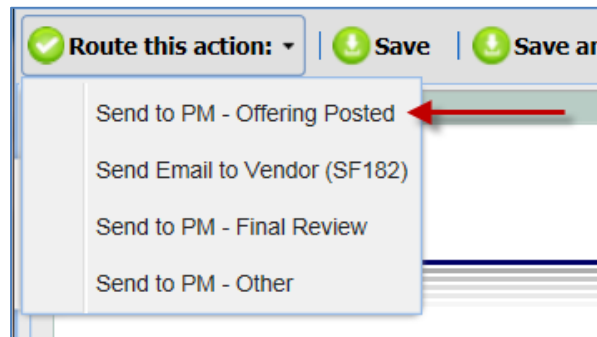 Route this action: Save Save
Send to PM - Offering Posted
Send Email to Vendor (SF182)
Send to PM - Final Review
Send to PM - Other